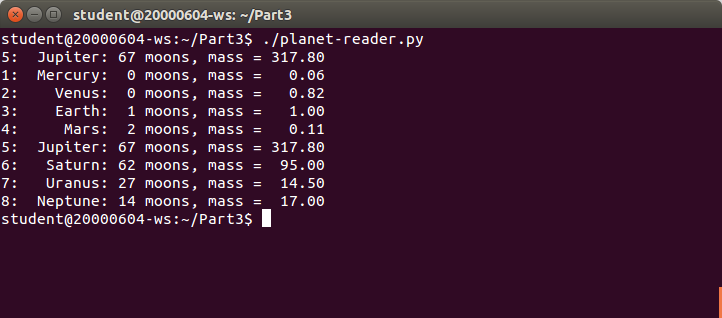 student@20000604-ws: ~/Part3
student@20000604-ws:~/Part3$ ./planet-reader.py
5:  Jupiter: 67 moons, mass = 317.80
1:  Mercury:  0 moons, mass =   0.06
2:    Venus:  0 moons, mass =   0.82
3:    Earth:  1 moons, mass =   1.00
4:     Mars:  2 moons, mass =   0.11
5:  Jupiter: 67 moons, mass = 317.80
6:   Saturn: 62 moons, mass =  95.00
7:   Uranus: 27 moons, mass =  14.50
8:  Neptune: 14 moons, mass =  17.00
student@20000604-ws:~/Part3$